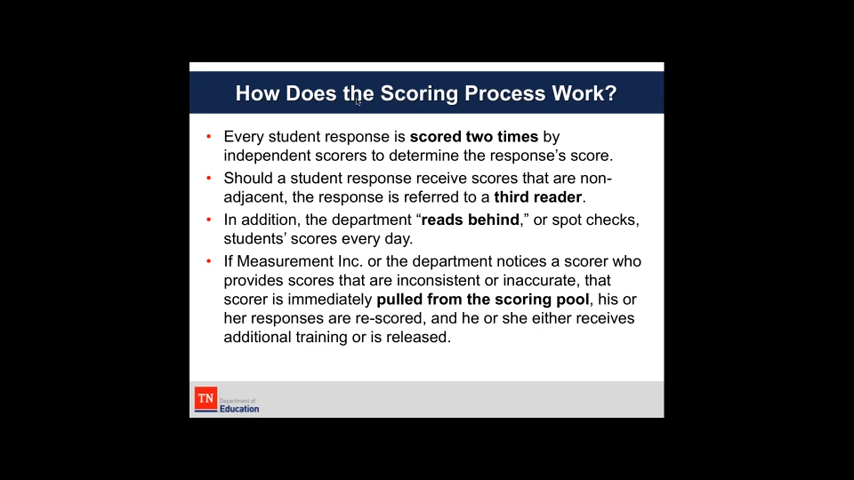 How Does the Scoring Process Work?
• Every student response is scored two times by
independent scorers to determine the response's score.
• Should a student response receive scores that are non-
adjacent, the response is referred to a third reader.
• In addition, the department “reads behind,” or spot checks,
students' scores every day.
• If Measurement Inc. or the department notices a scorer who
provides scores that are inconsistent or inaccurate, that
scorer is immediately pulled from the scoring pool, his or
her responses are re-scored, and he or she either receives
additional training or is released.
TN
Department of
Education